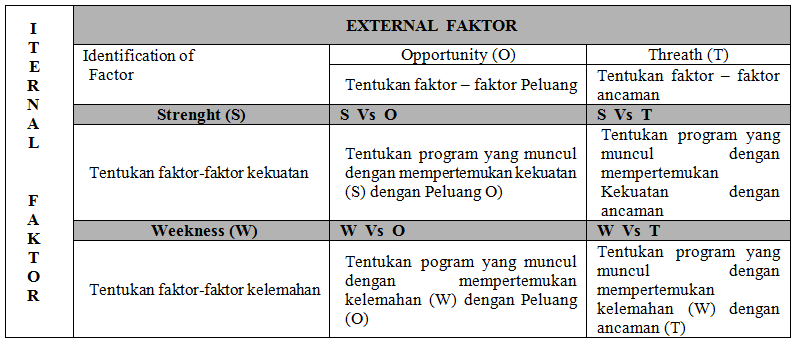 I
T
E
R
N
A
L
F
A
K
T
O
R
EXTERNAL FAKTOR
Identification of
Factor
Opportunity (O)
Threath (T)
Tentukan faktor – faktor Peluang
Tentukan faktor – faktor
ancaman
Strenght (S)
S Vs O
S Vs T
Tentukan faktor-faktor kekuatan
Tentukan program yang muncul
dengan mempertemukan kekuatan
(S) dengan Peluang O)
Tentukan program yang
muncul dengan
mempertemukan
Kekuatan dengan
ancaman
Weekness (W)
W Vs O
W Vs T
Tentukan faktor-faktor kelemahan
Tentukan pogram yang muncul
dengan mempertemukan
kelemahan (W) dengan Peluang
(O)
Tentukan program yang
muncul dengan
mempertemukan
kelemahan (W) dengan
ancaman (T)